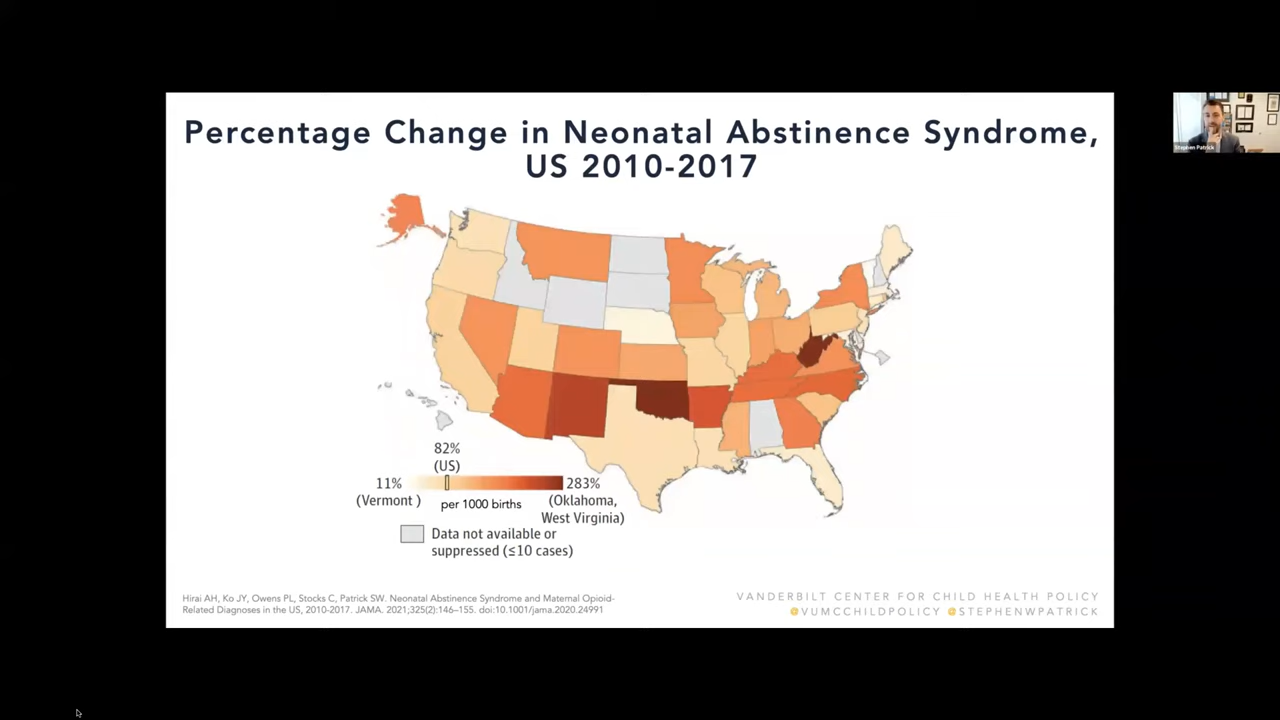 Percentage Change in Neonatal Abstinence Syndrome,
US 2010-2017
Stephen Patrick
82%
(US)
11%
(Vermont )
per 1000 births
283%
(Oklahoma,
West Virginia)
Data not available or
suppressed (≤10 cases)
Hirai AH, Ko JY, Owens PL, Stocks C, Patrick SW. Neonatal Abstinence Syndrome and Maternal Opioid-
Related Diagnoses in the US, 2010-2017. JAMA. 2021;325(2):146–155. doi:10.1001/jama.2020.24991
VANDERBILT CENTER FOR CHILD HEALTH POLICY
@VUMCCHILDPOLICY @STEPHENWPATRICK